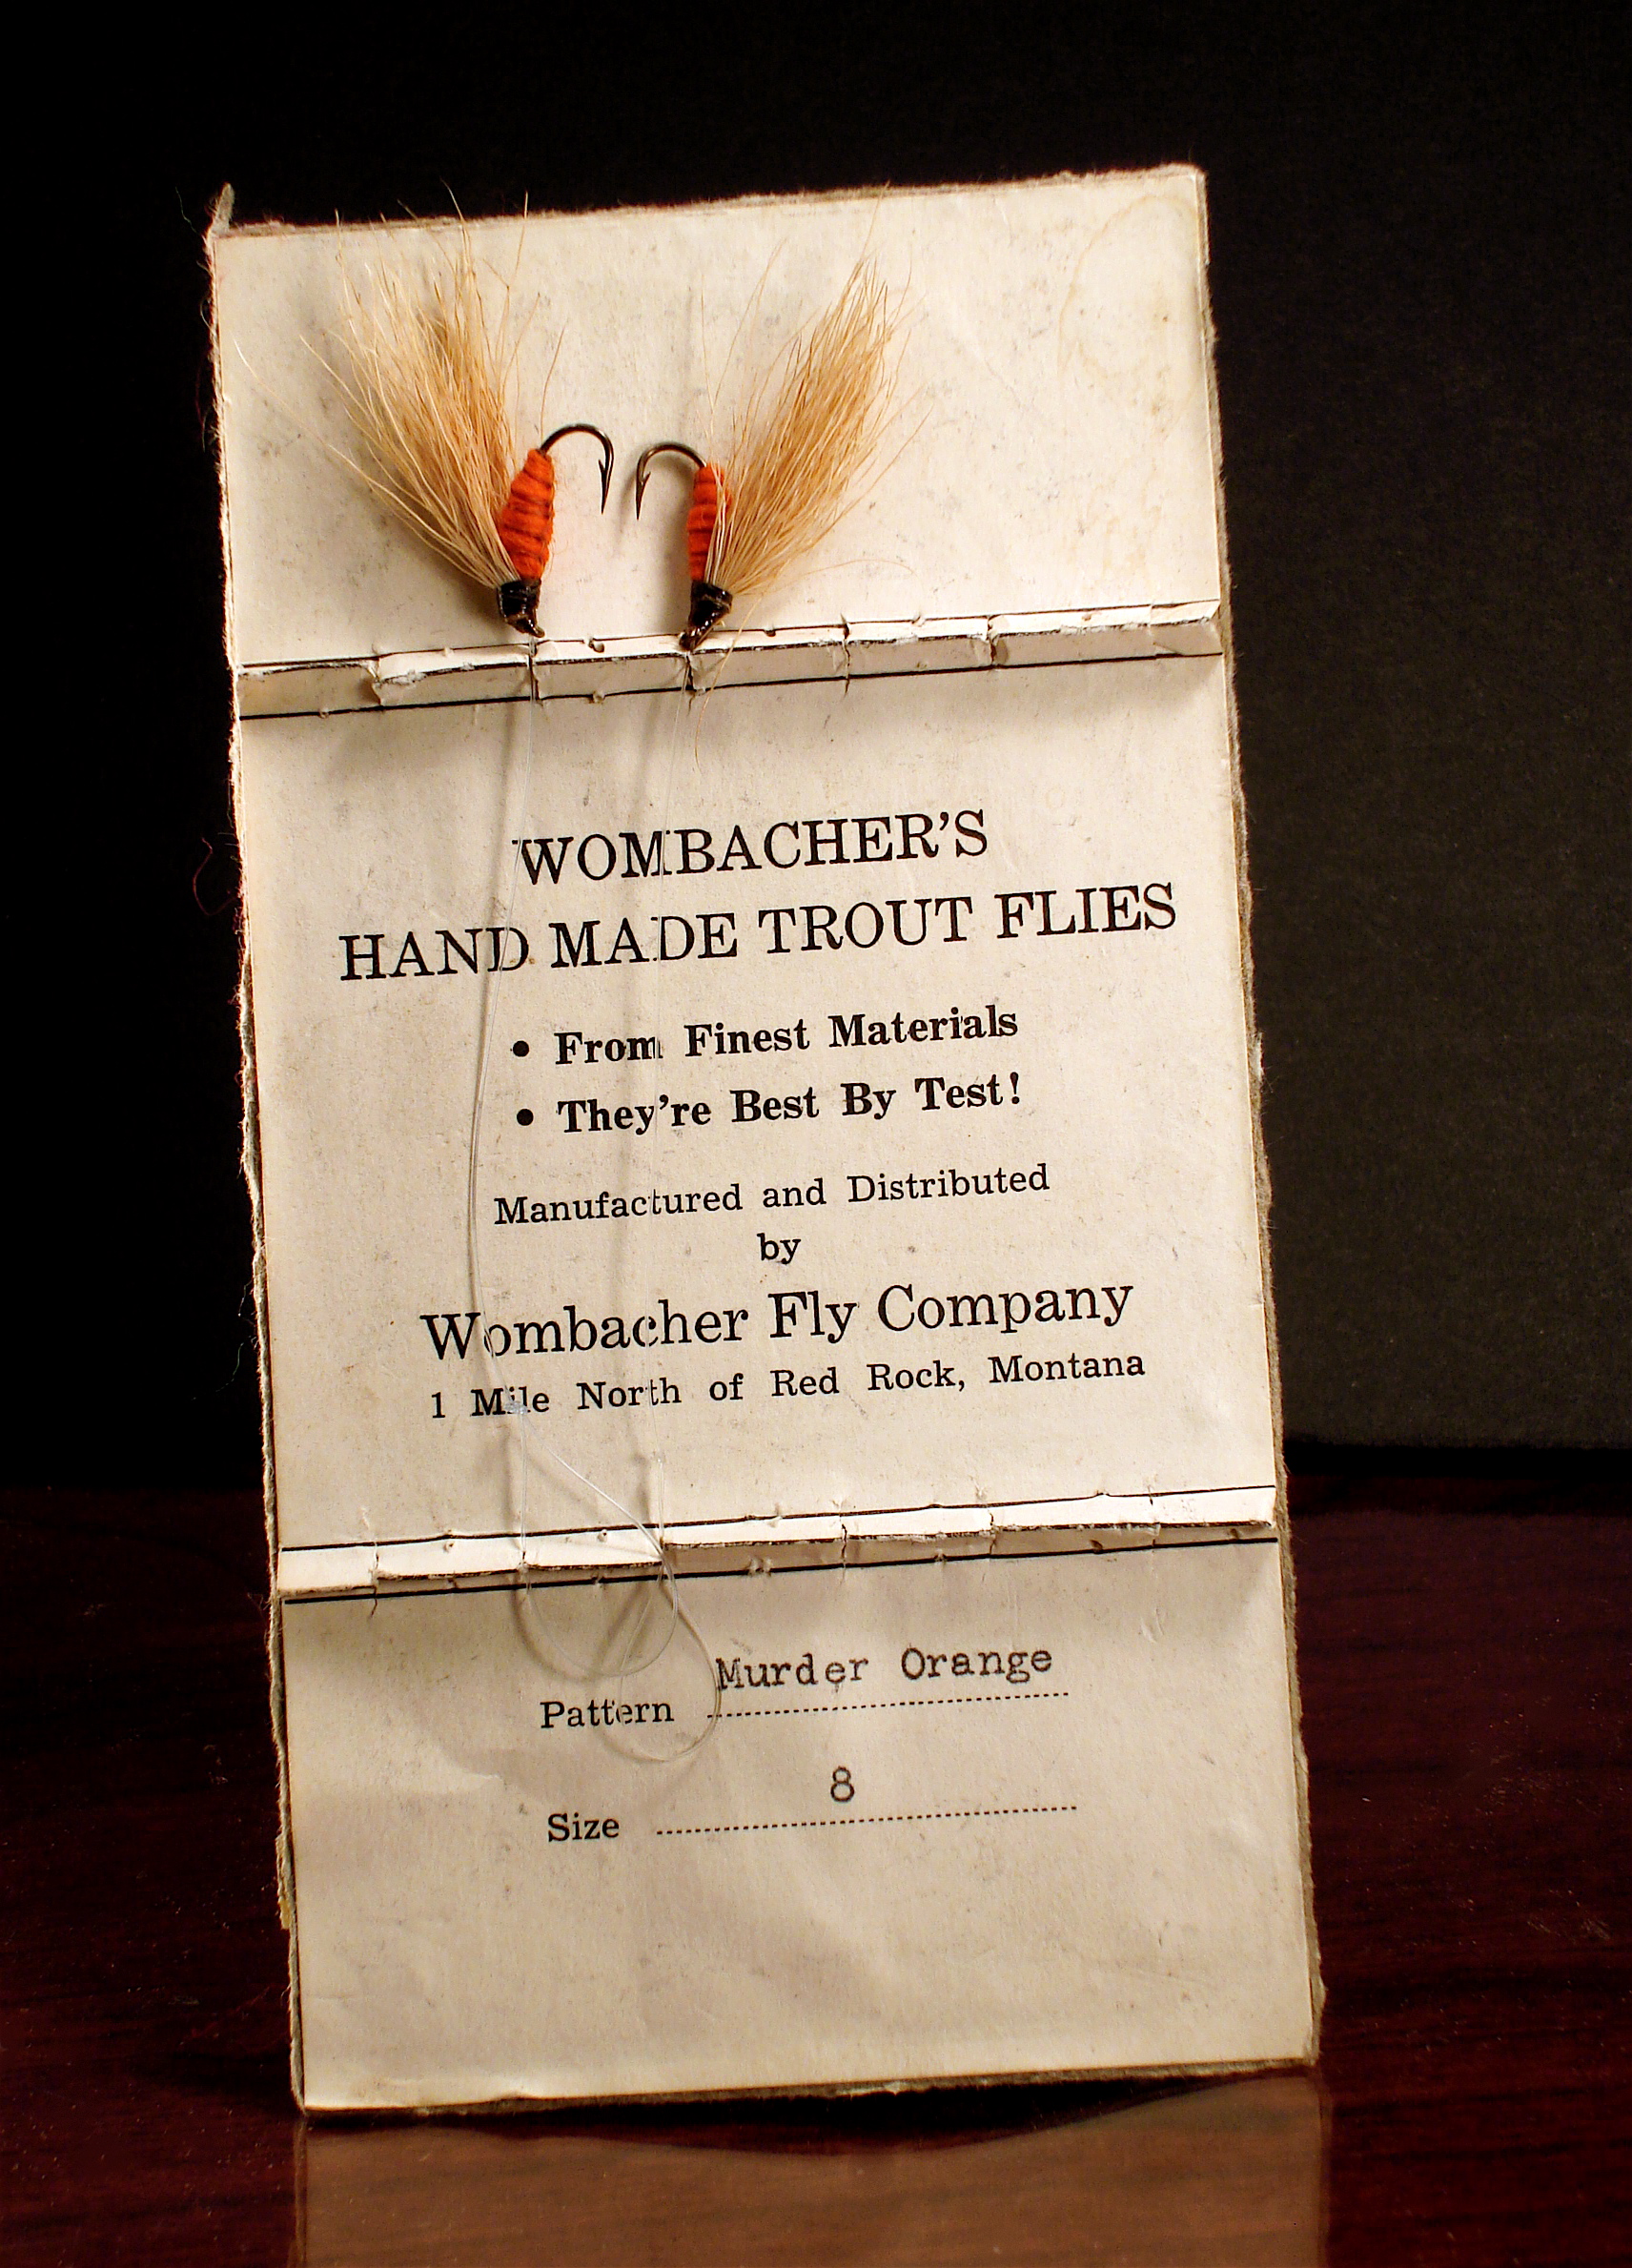 WOMBACHER'S
HAND MADE TROUT FLIES
• From Finest Materials
• They're Best By Test!
Manufactured and Distributed
by
Wombacher Fly Company
1 Mile North of Red Rock, Montana
Pattern Murder Orange
Size 8